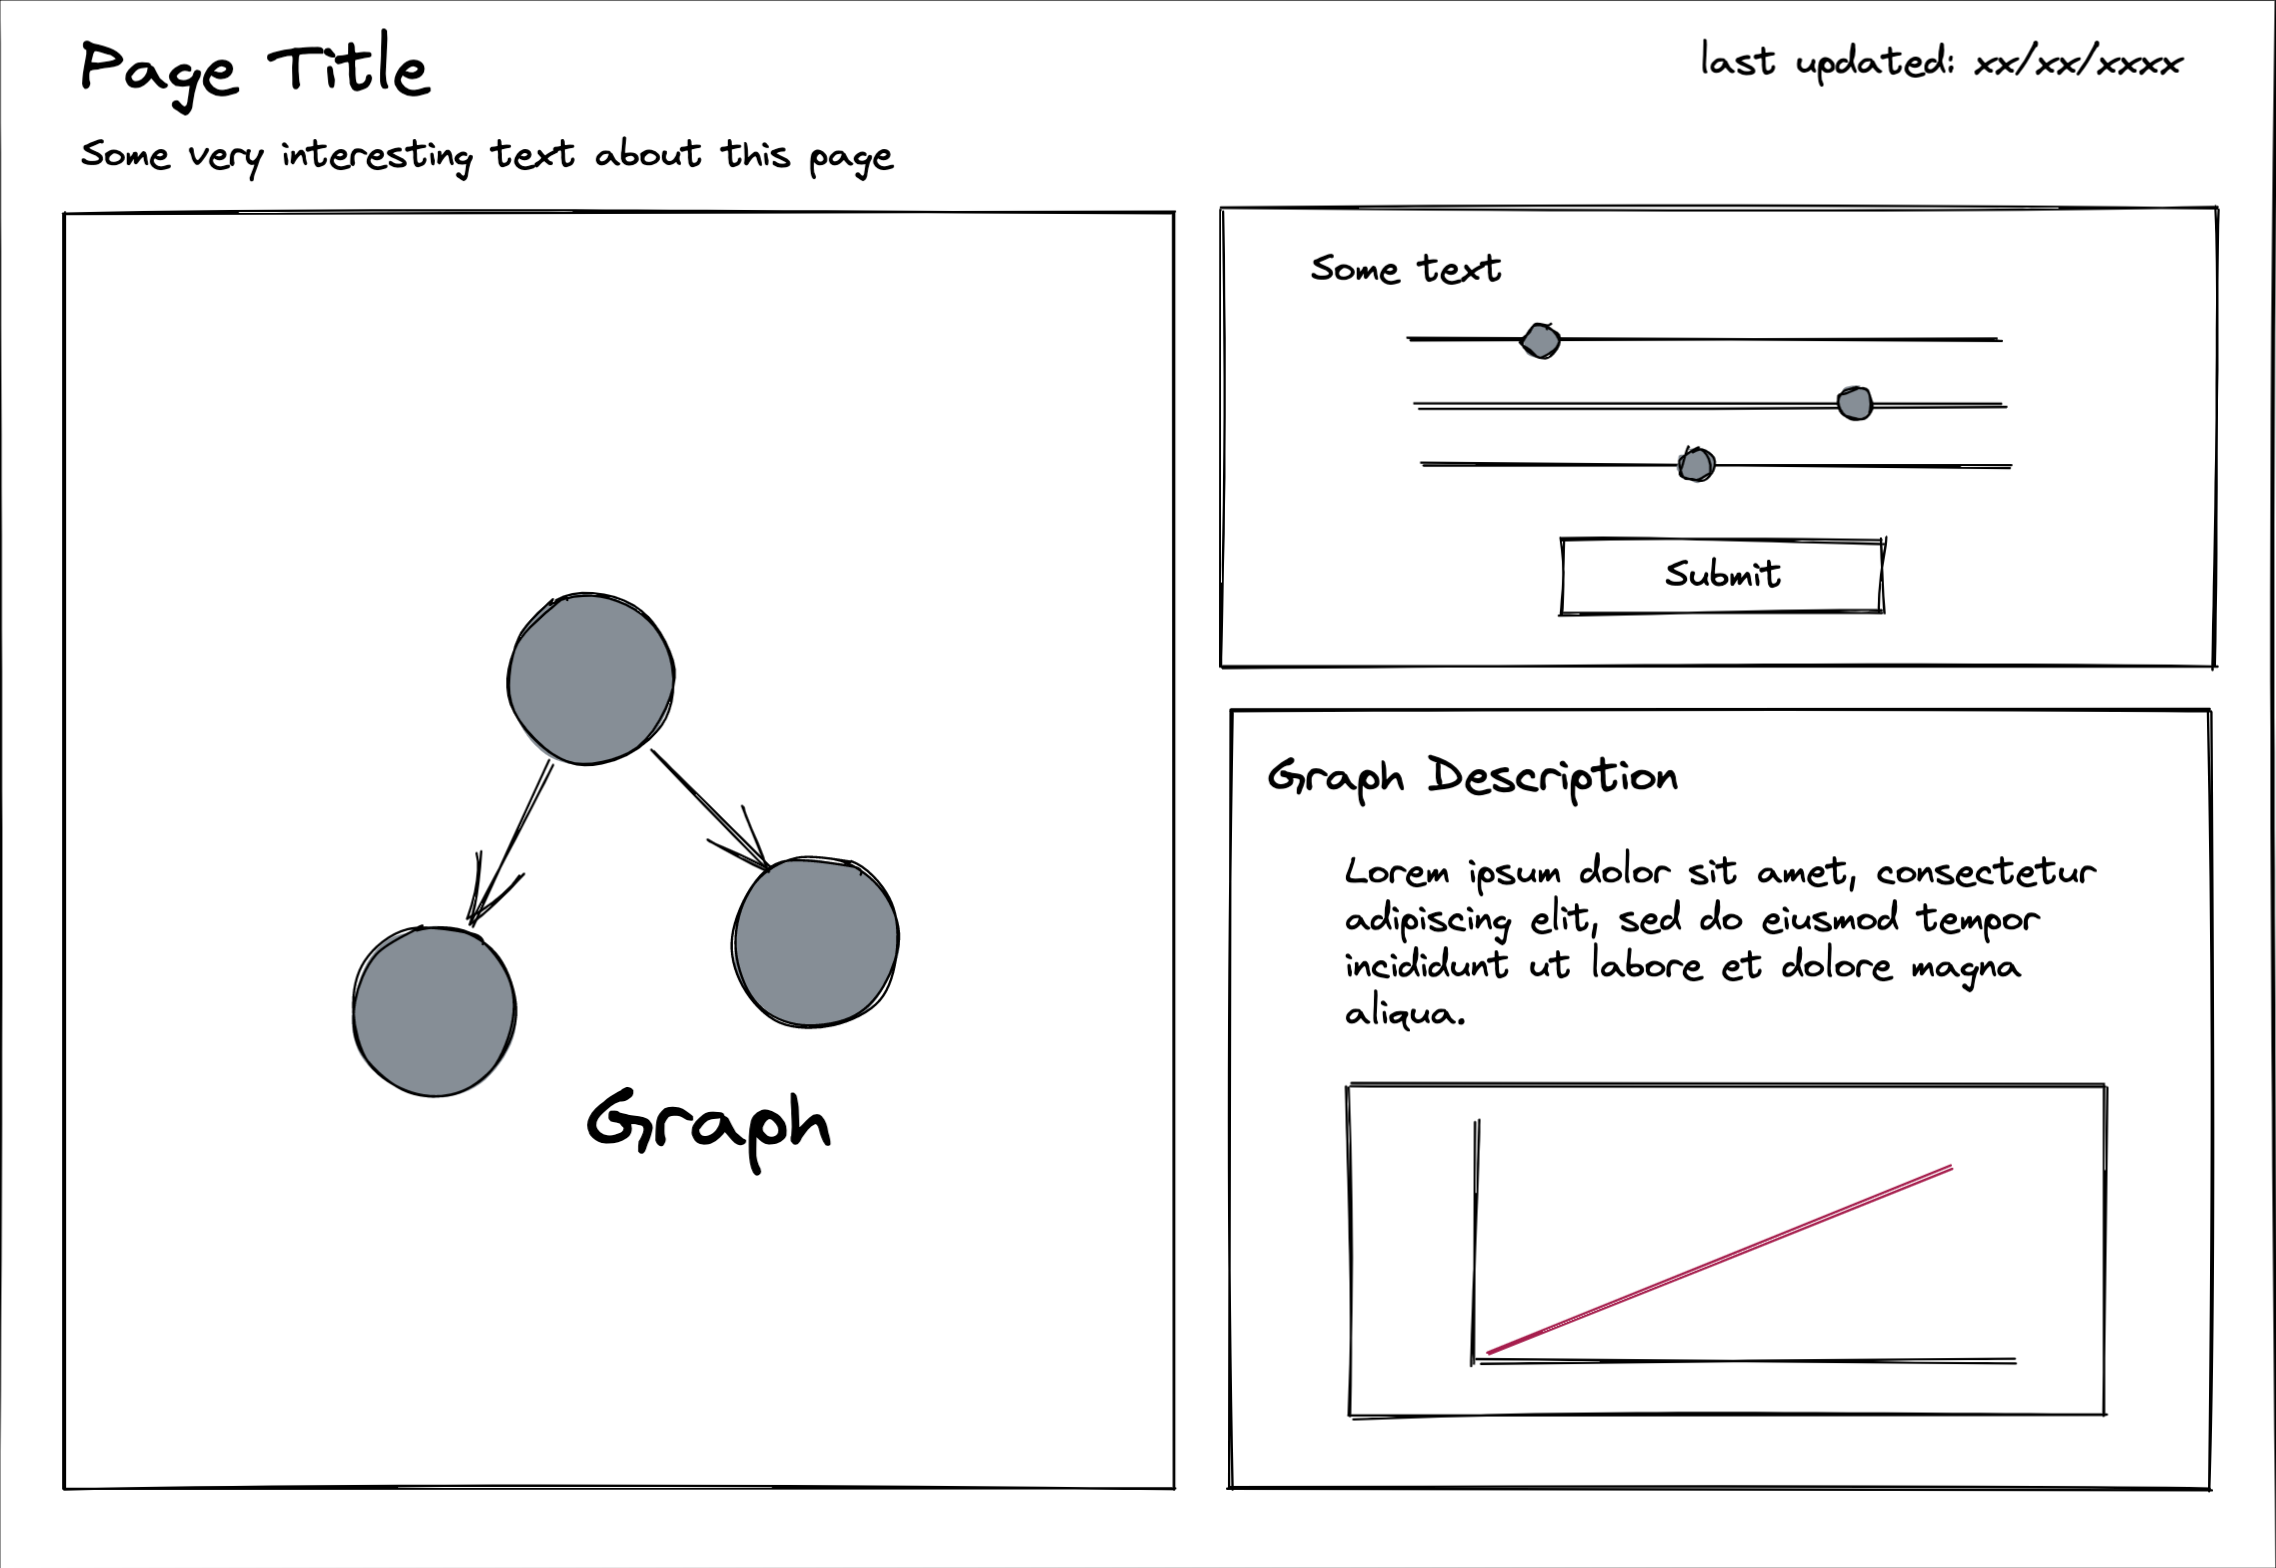 Page Title
last updated: xx/xx/xxxx
Some very interesting text about this page
Graph
Some text
Submit
Graph Description
Lorem ipsum dolor sit amet, consectetur
adipiscing elit, sed do eiusmod tempor
incididunt ut labore et dolore magna
aliqua.